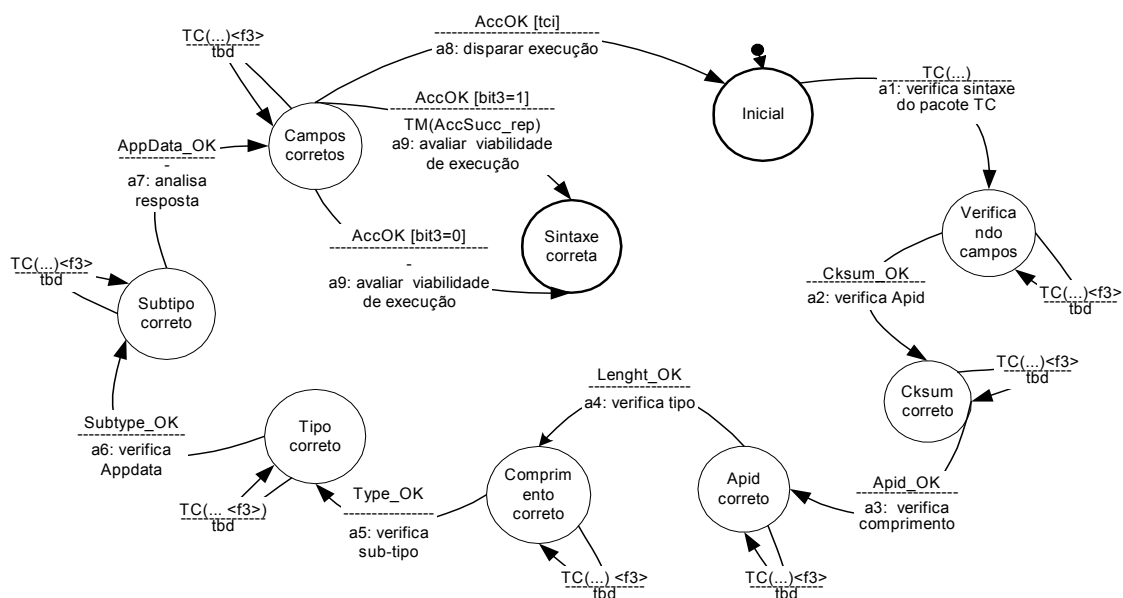 AccOK [tci]
a8: disparar execução
TC(...)<f3>
tbd
Inicial
TC(...)
a1: verifica sintaxe
do pacote TC
AccOK [bit3=1]
TM(AccSucc_rep)
a9: avaliar viabilidade
de execução
Campos
corretos
AppData_OK
-
a7: analisa
resposta
AccOK [bit3=0]
-
a9: avaliar viabilidade
de execução
Sintaxe
correta
Verifica
ndo
campos
TC(...)<f3>
tbd
Subtipo
correto
Cksum_OK
a2: verifica Apid
TC(...)<f3>
tbd
Cksum
correto
TC(...)<f3>
tbd
Lenght_OK
a4: verifica tipo
Subtype_OK
a6: verifica
Appdata
Tipo
correto
TC(... <f3>)
tbd
Type_OK
a5: verifica
sub-tipo
Comprim
ento
correto
Apid
correto
Apid_OK
a3: verifica
comprimento
TC(...) <f3>
tbd
TC(...)<f3>
tbd